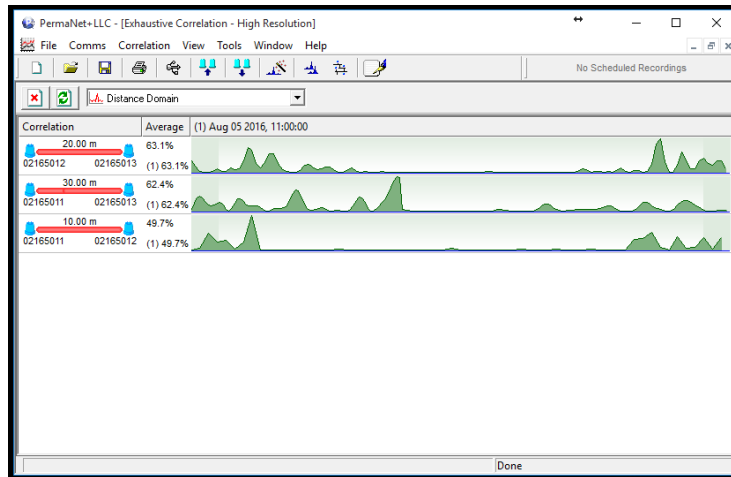 PermaNet+LLC - [Exhaustive Correlation - High Resolution]
File Comms Correlation View Tools Window Help
No Scheduled Recordings
Distance Domain
Correlation Average (1) Aug 05 2016, 11:00:00
20.00 m 63.1%
02165012 02165013 (1) 63.1%
30.00 m 62.4%
02165011 02165013 (1) 62.4%
10.00 m 49.7%
02165011 02165012 (1) 49.7%
Done